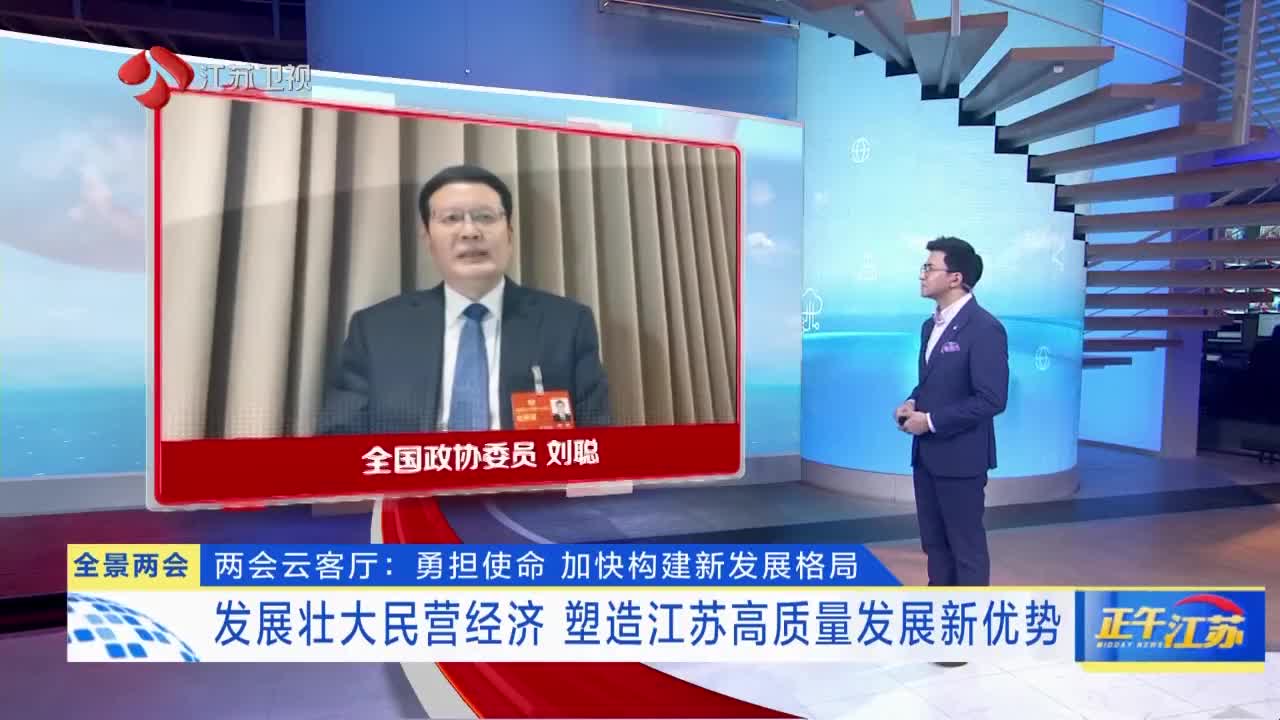 江苏卫视
全国政协委员 刘聪
全景两会
两会云客厅：勇担使命 加快构建新发展格局
发展壮大民营经济 塑造江苏高质量发展新优势
正午江苏
MIDDAY NEWS